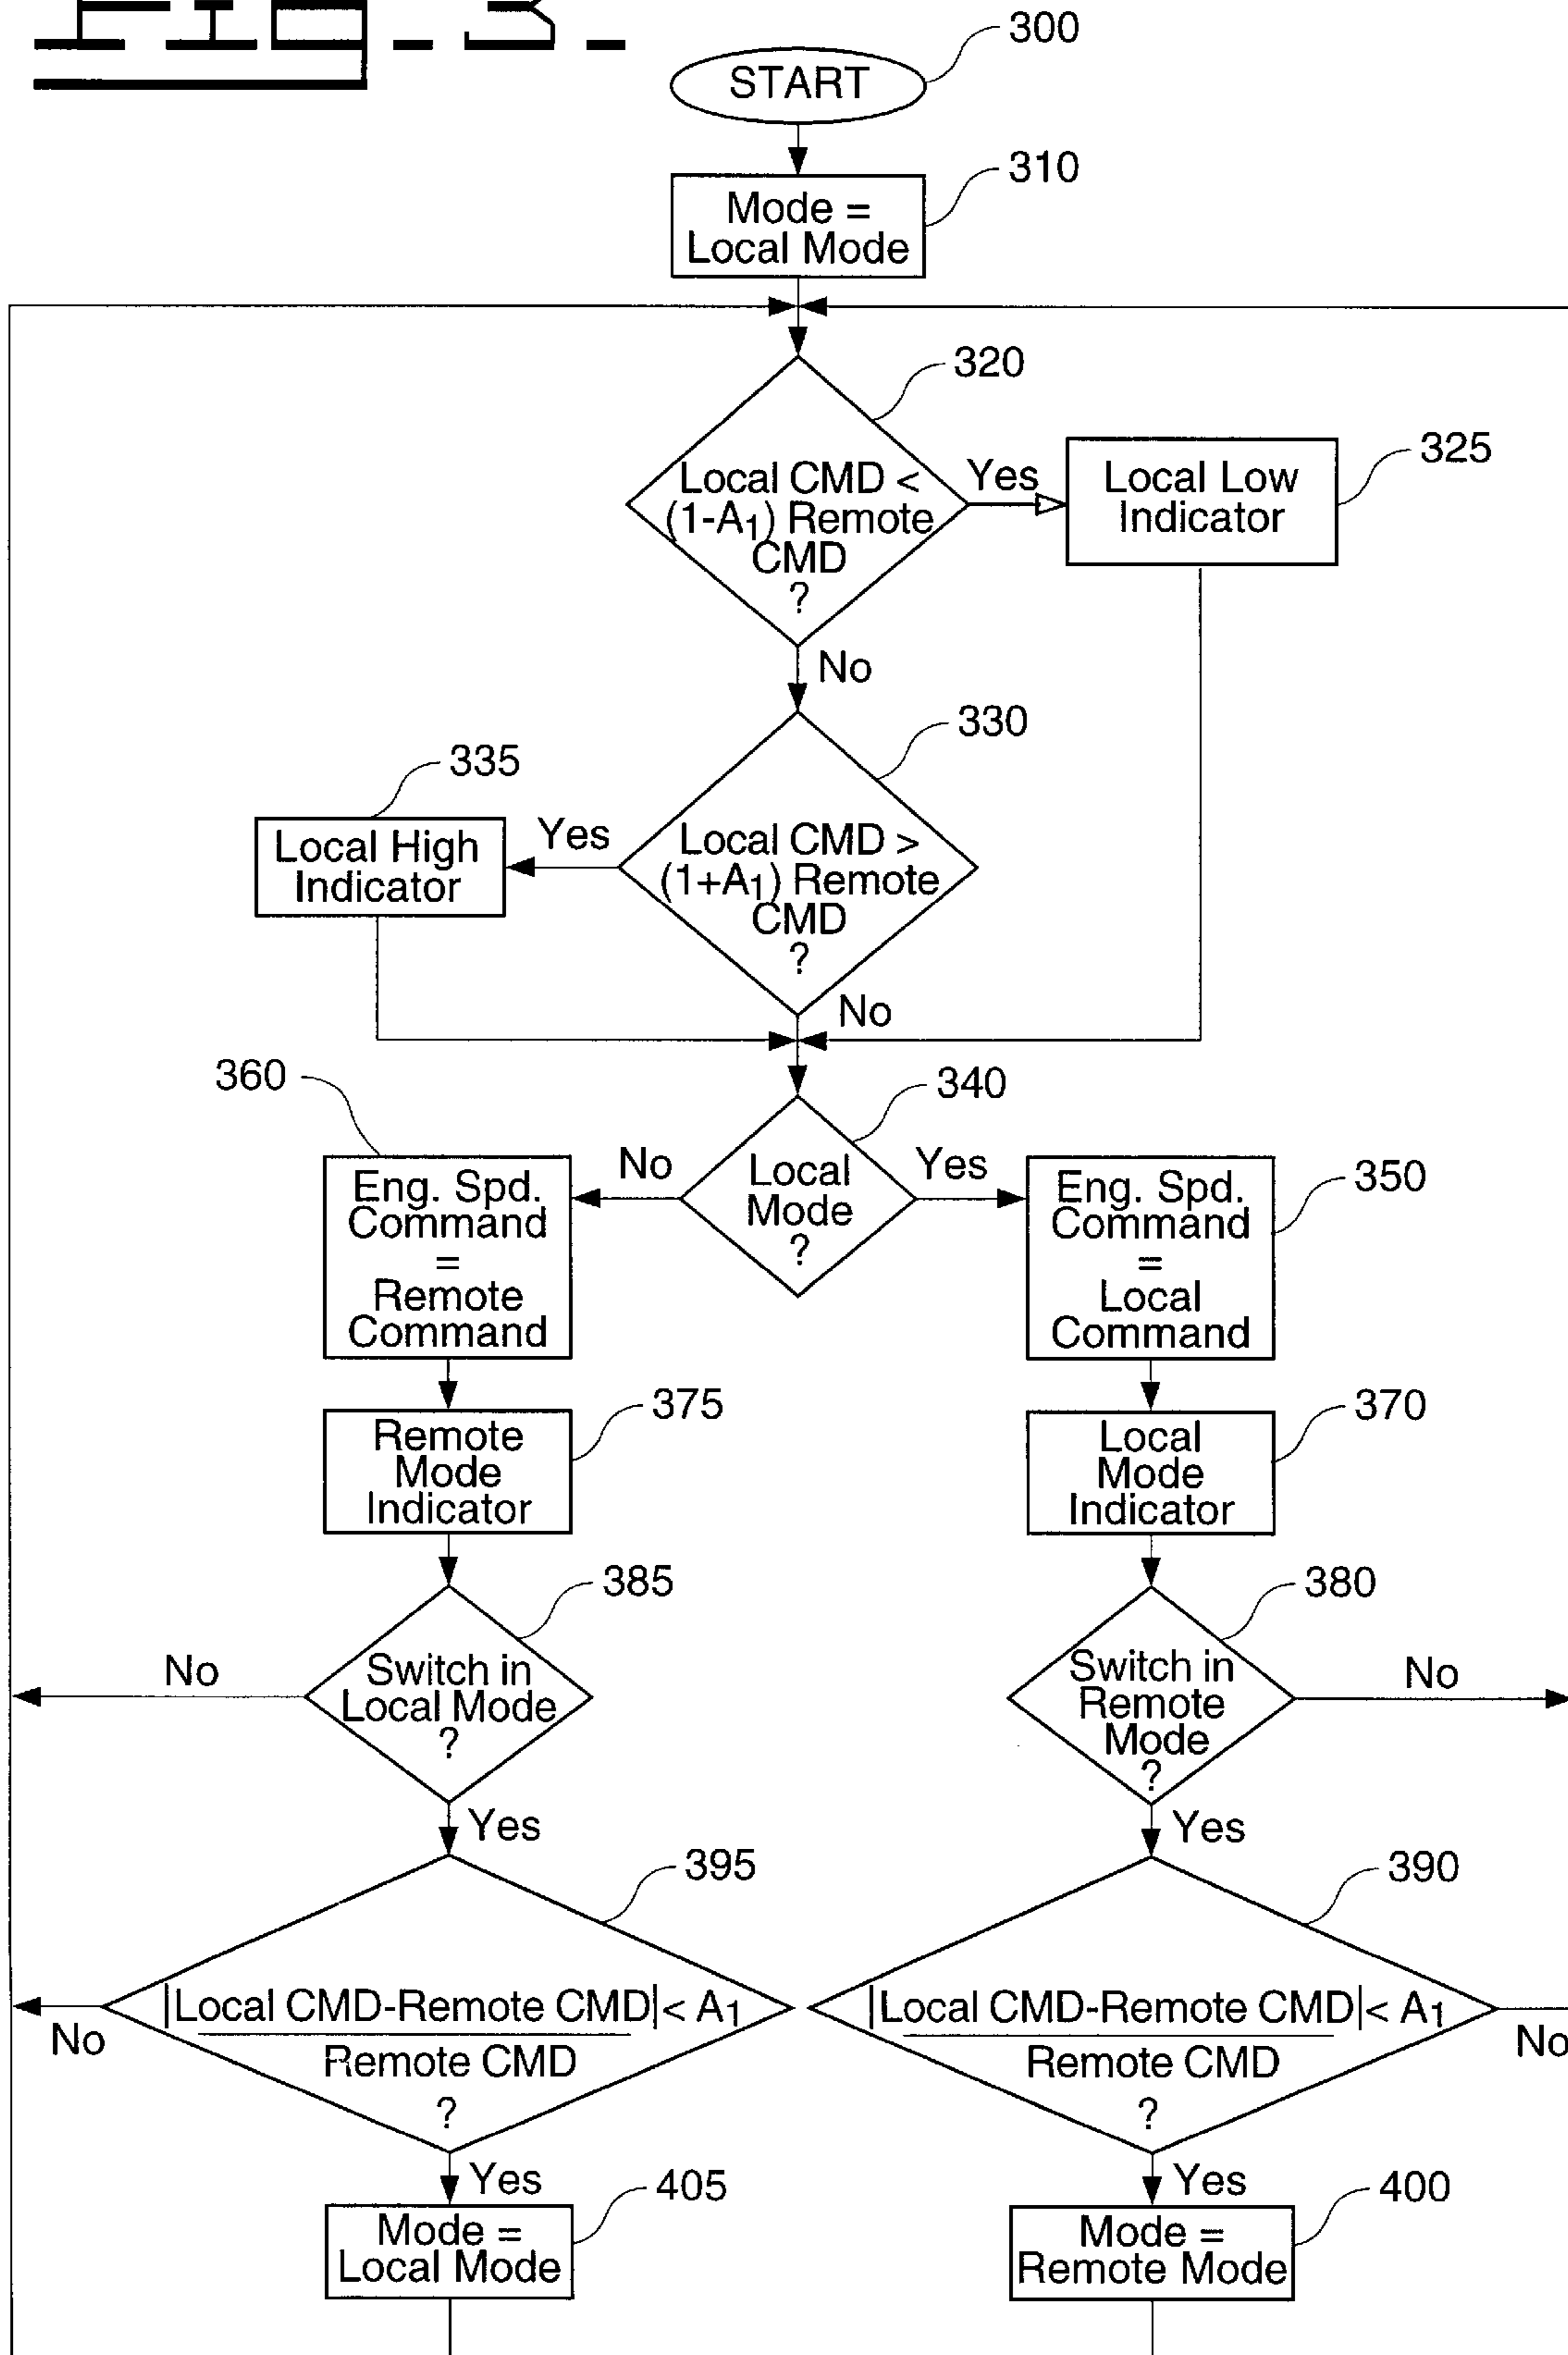 FIG - 3 -
300
START
310
Mode =
Local Mode
320
Local CMD <
(1-A1) Remote
CMD
?
Yes
325
Local Low
Indicator
No
330
335
Local High
Indicator
Yes
Local CMD >
(1+A1) Remote
CMD
?
No
360
340
Eng. Spd.
Command
=
Remote
Command
No
Local
Mode
?
Yes
Eng. Spd.
Command
=
Local
Command
350
375
Remote
Mode
Indicator
370
Local
Mode
Indicator
385
380
No
Switch in
Local Mode
?
Switch in
Remote
Mode
?
No
Yes
Yes
395
390
|Local CMD-Remote CMD|< A1
Remote CMD
?
No
|Local CMD-Remote CMD|< A1
Remote CMD
?
No
Yes
405
Yes
400
Mode =
Local Mode
Mode =
Remote Mode